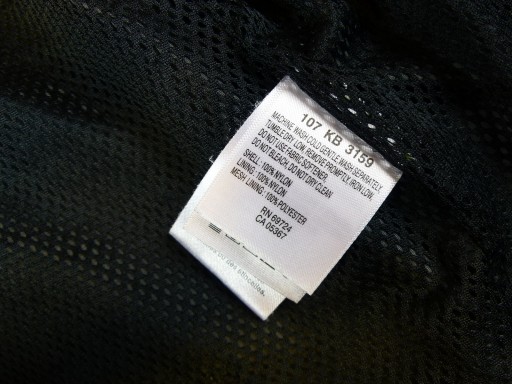 107 KB 3159
MACHINE WASH COLD GENTLE, WASH SEPARATELY,
TUMBLE DRY, LOW, REMOVE PROMPTLY, IRON LOW,
DO NOT USE FABRIC SOFTENER.
DO NOT BLEACH, DO NOT DRY CLEAN
SHELL : 100% NYLON
LINING : 100% NYLON
MESH LINING : 100% POLYESTER
RN 69724
CA 05367